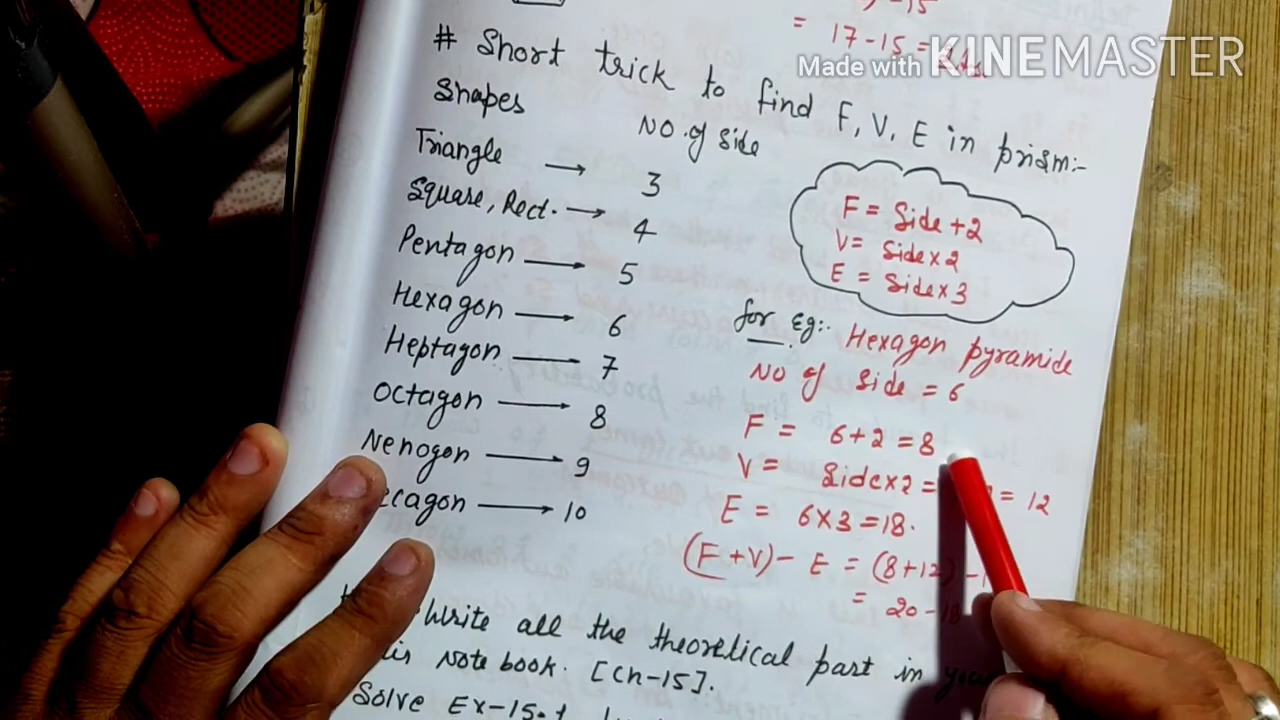 = 17-15 =
Made with KINEMASTER
# Short trick to find F, V, E in prism:-
Shapes
No. of side
Triangle → 3
Square, Rect. → 4
Pentagon → 5
Hexagon → 6
Heptagon → 7
Octagon → 8
Nenogon → 9
10
F = Side + 2
V = Side x 2
E = Side x 3
for eg:- Hexagon pyramide
No of Side = 6
F = 6+2 = 8
V = Side x 2 = = 12
E = 6 x 3 = 18.
(F + V) - E = (8+12) -
= 20 - 18
Write all the theoretical part in
Note book. [Ch-15].
Solve Ex-15.1